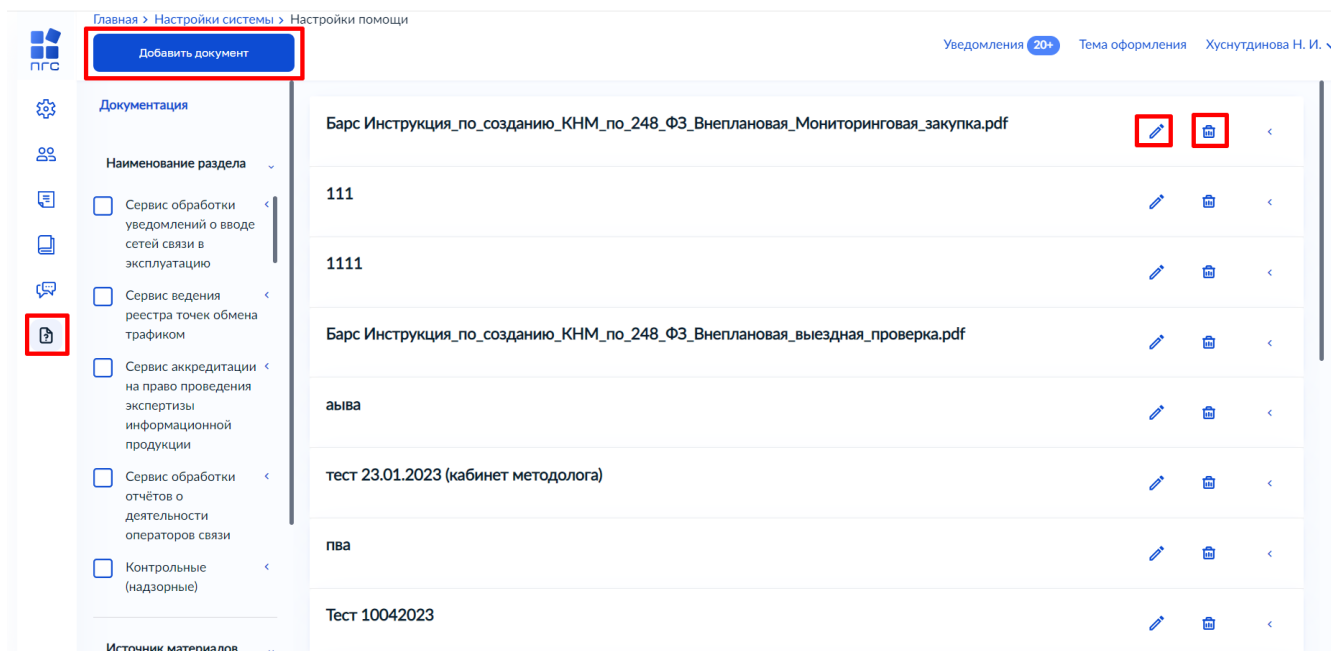 Главная > Настройки системы > Настройки помощи
пгс
Добавить документ
Уведомления 20+ Тема оформления Хуснутдинова Н. И.
Документация
Наименование раздела
Сервис обработки
уведомлений о вводе
сетей связи в
эксплуатацию
Сервис ведения
реестра точек обмена
трафиком
Сервис аккредитации
на право проведения
экспертизы
информационной
продукции
Сервис обработки
отчётов о
деятельности
операторов связи
Контрольные
(надзорные)
Источник материалов
Барс Инструкция_по_созданию_КНМ_по_248_ФЗ_Внеплановая_Мониторинговая_закупка.pdf
111
1111
Барс Инструкция_по_созданию_КНМ_по_248_ФЗ_Внеплановая_выездная_проверка.pdf
аыва
тест 23.01.2023 (кабинет методолога)
пва
Тест 10042023